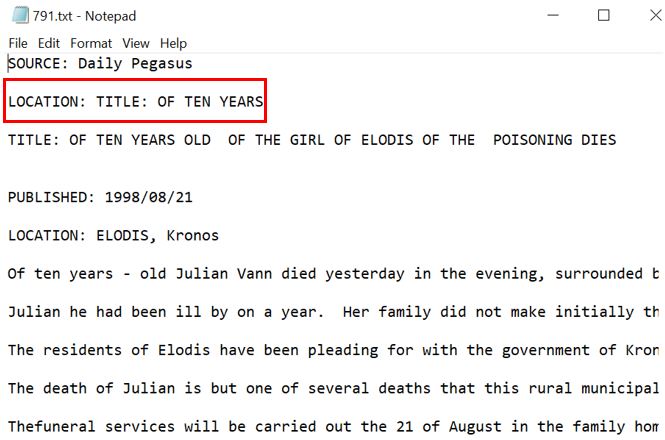 791.txt - Notepad
File Edit Format View Help
SOURCE: Daily Pegasus
LOCATION: TITLE: OF TEN YEARS
TITLE: OF TEN YEARS OLD  OF THE GIRL OF ELODIS OF THE  POISONING DIES
PUBLISHED: 1998/08/21
LOCATION: ELODIS, Kronos
Of ten years - old Julian Vann died yesterday in the evening, surrounded
Julian he had been ill by on a year.  Her family did not make initially
The residents of Elodis have been pleading for with the government of
The death of Julian is but one of several deaths that this rural
Thefuneral services will be carried out the 21 of August in the family